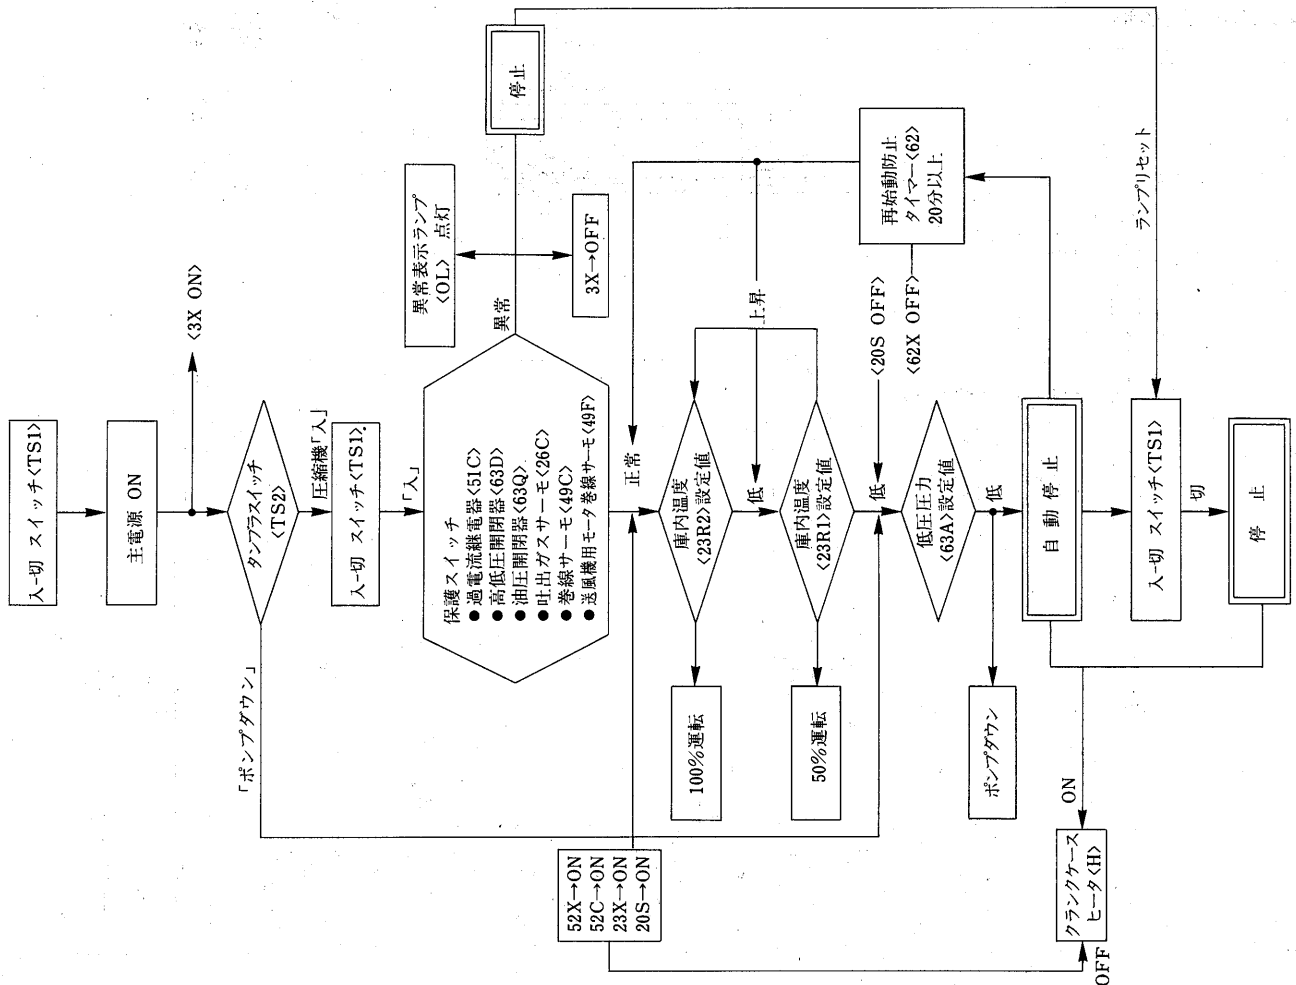 入-切 スイッチ<TS1>
主電源 ON
<3X ON>
タンブラスイッチ
<TS2>
「ポンプダウン」
圧縮機「入」
入-切 スイッチ<TS1>
「入」
保護スイッチ
●過電流継電器<51C>
●高低圧開閉器<63D>
●油圧開閉器<63Q>
●吐出ガスサーモ<26C>
●巻線サーモ<49C>
●送風機用モータ巻線サーモ<49F>
異常
異常表示ランプ
<OL> 点灯
3X→OFF
停止
正常
52X→ON
52C→ON
23X→ON
20S→ON
庫内温度
<23R2>設定値
100%運転
低
上昇
庫内温度
<23R1>設定値
50%運転
低
<20S OFF>
<62X OFF>
再始動防止
タイマー<62>
20分以上
低圧圧力
<63A>設定値
低
ポンプダウン
自動停止
ランプリセット
入-切 スイッチ<TS1>
切
停止
ON
クランクケース
ヒータ<H>
OFF